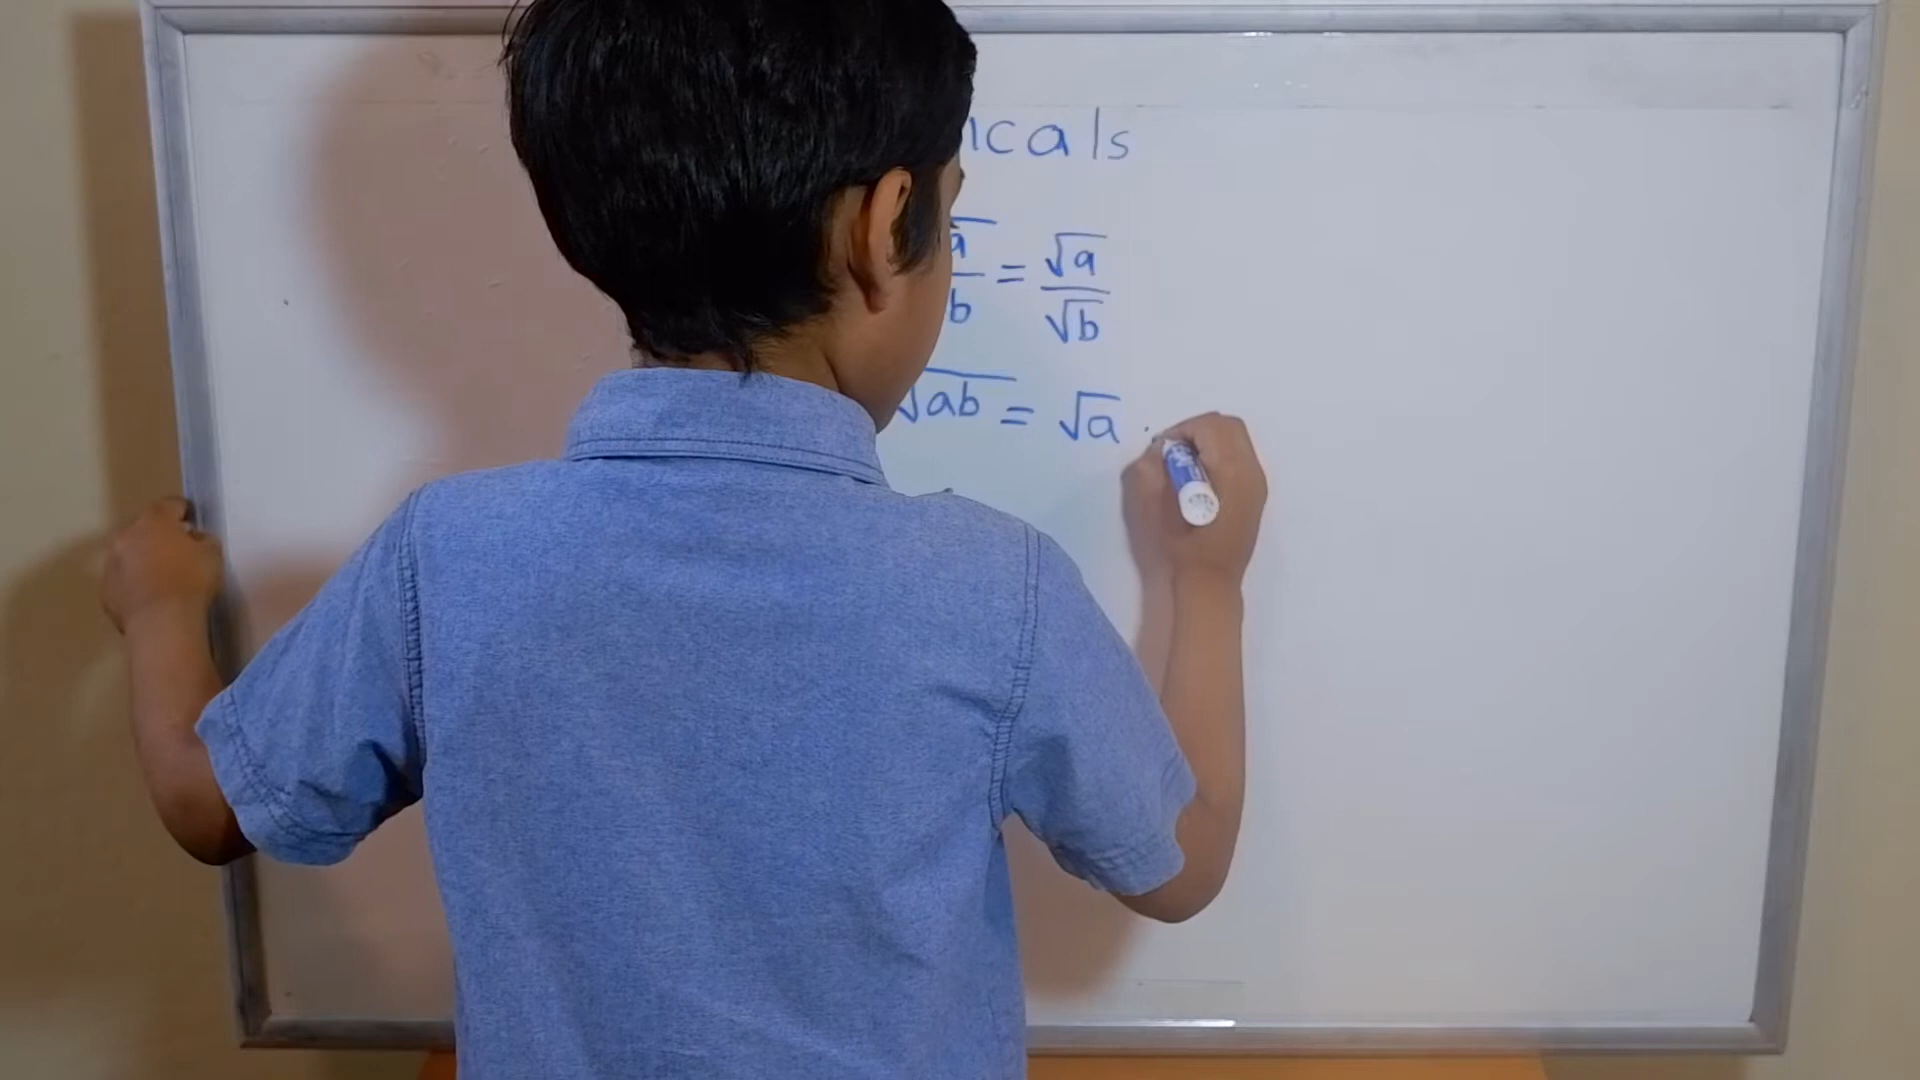 icals
√a/b = √a/√b
√ab = √a ·